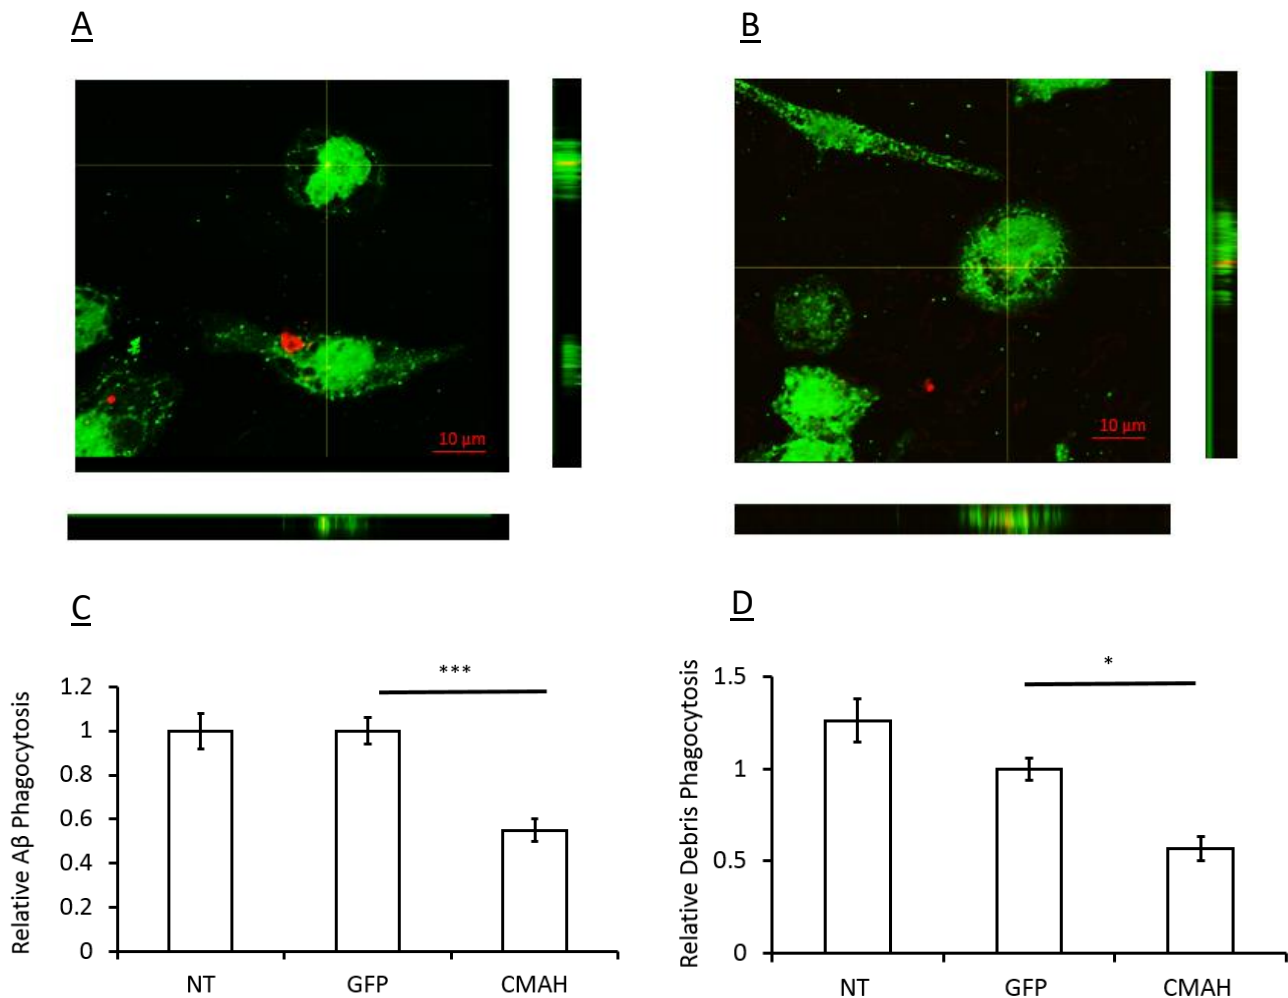 A
B
10 µm
10 µm
C
D
***
*
Relative Aβ Phagocytosis
1.2
1
0.8
0.6
0.4
0.2
0
NT GFP CMAH
Relative Debris Phagocytosis
1.5
1
0.5
0
NT GFP CMAH